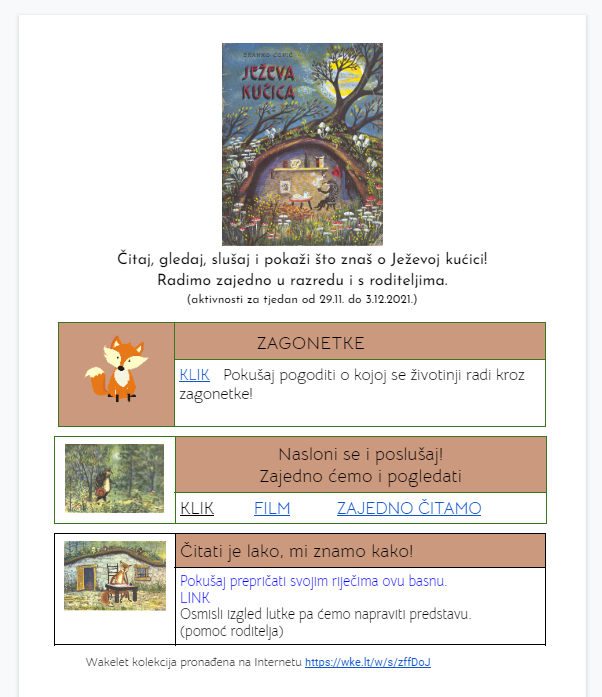 BRANKO ĆOPIĆ
JEŽEVA
KUĆICA
Čitaj, gledaj, slušaj i pokaži što znaš o Ježevoj kućici!
Radimo zajedno u razredu i s roditeljima.
(aktivnosti za tjedan od 29.11. do 3.12.2021.)
ZAGONETKE
KLIK Pokušaj pogoditi o kojoj se životinji radi kroz
zagonetke!
Nasloni se i poslušaj!
Zajedno ćemo i pogledati
KLIK FILM ZAJEDNO ČITAMO
Čitati je lako, mi znamo kako!
Pokušaj prepričati svojim riječima ovu basnu.
LINK
Osmisli izgled lutke pa ćemo napraviti predstavu.
(pomoć roditelja)
Wakelet kolekcija pronađena na Internetu https://wke.lt/w/s/zffDoJ